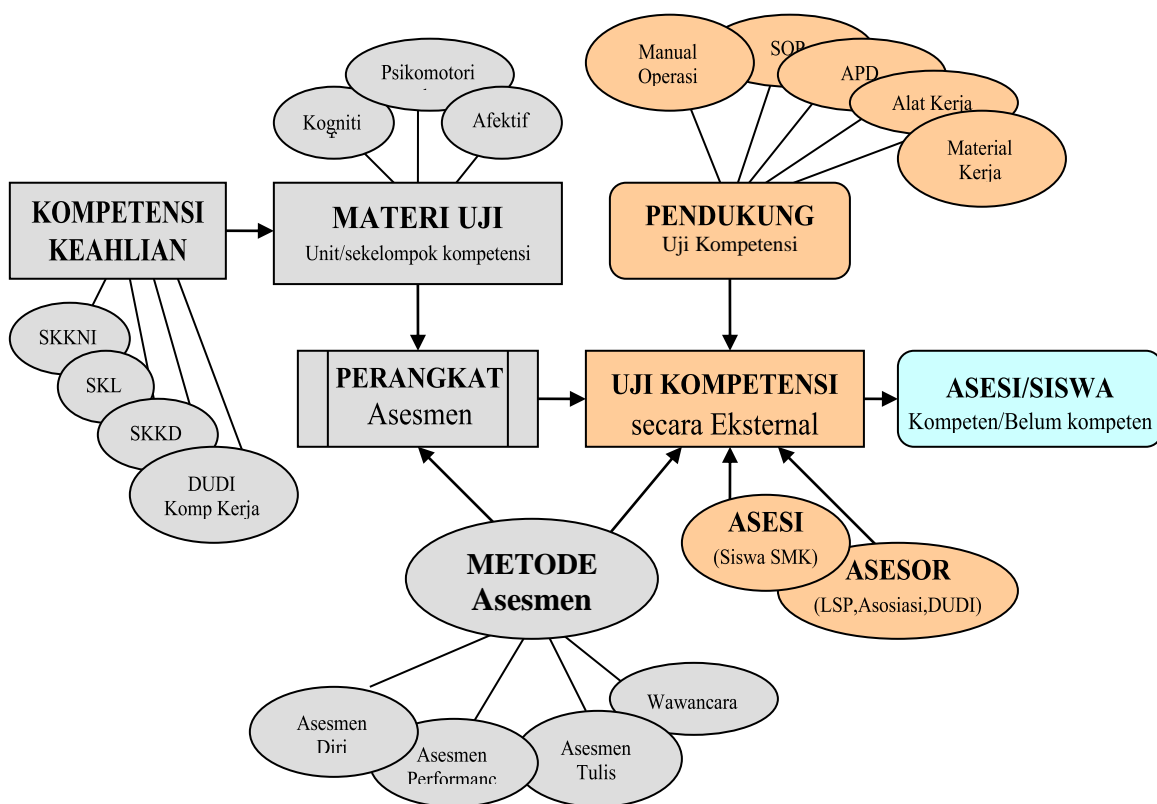 Manual
Operasi
SOP
APD
Alat Kerja
Material
Kerja
Psikomotori
Kogniti
Afektif
KOMPETENSI
KEAHLIAN
MATERI UJI
Unit/sekelompok kompetensi
PENDUKUNG
Uji Kompetensi
SKKNI
SKL
SKKD
DUDI
Komp Kerja
PERANGKAT
Asesmen
UJI KOMPETENSI
secara Eksternal
ASESI/SISWA
Kompeten/Belum kompeten
METODE
Asesmen
ASESI
(Siswa SMK)
ASESOR
(LSP,Asosiasi,DUDI)
Asesmen
Diri
Asesmen
Performanc
Asesmen
Tulis
Wawancara